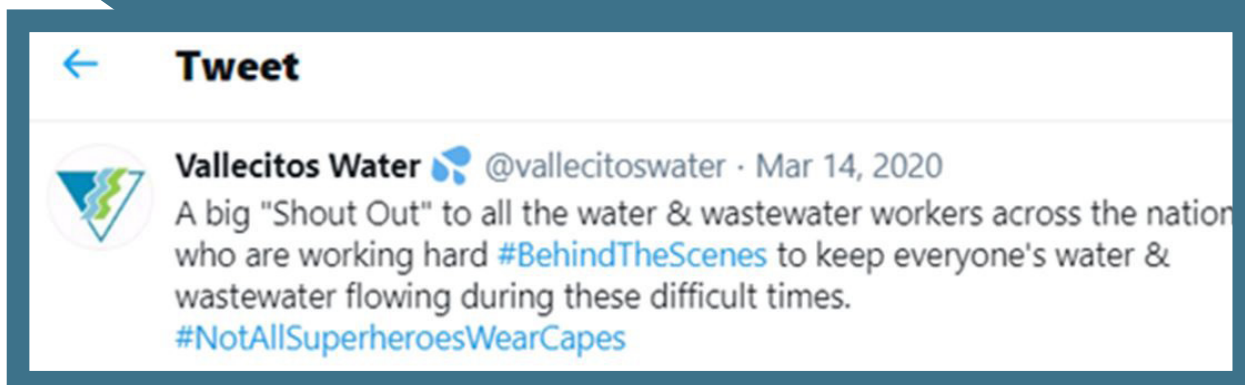 Tweet
Vallecitos Water 💦 @vallecitoswater · Mar 14, 2020
A big "Shout Out" to all the water & wastewater workers across the nation
who are working hard #BehindTheScenes to keep everyone's water &
wastewater flowing during these difficult times.
#NotAllSuperheroesWearCapes